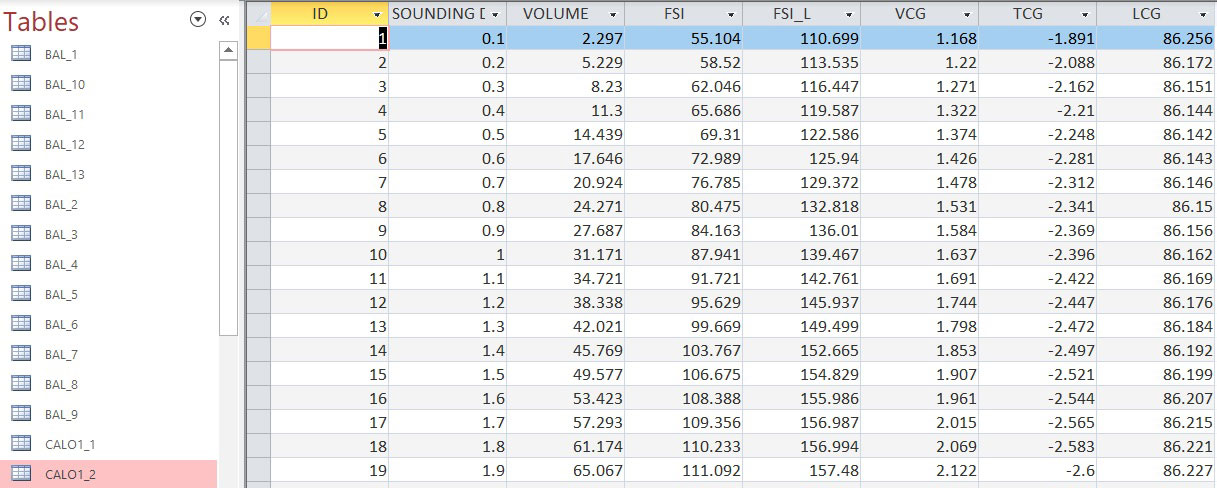 Tables «
BAL_1
BAL_10
BAL_11
BAL_12
BAL_13
BAL_2
BAL_3
BAL_4
BAL_5
BAL_6
BAL_7
BAL_8
BAL_9
CALO1_1
CALO1_2
ID SOUNDING D VOLUME FSI FSI_L VCG TCG LCG
1 0.1 2.297 55.104 110.699 1.168 -1.891 86.256
2 0.2 5.229 58.52 113.535 1.22 -2.088 86.172
3 0.3 8.23 62.046 116.447 1.271 -2.162 86.151
4 0.4 11.3 65.686 119.587 1.322 -2.21 86.144
5 0.5 14.439 69.31 122.586 1.374 -2.248 86.142
6 0.6 17.646 72.989 125.94 1.426 -2.281 86.143
7 0.7 20.924 76.785 129.372 1.478 -2.312 86.146
8 0.8 24.271 80.475 132.818 1.531 -2.341 86.15
9 0.9 27.687 84.163 136.01 1.584 -2.369 86.156
10 1 31.171 87.941 139.467 1.637 -2.396 86.162
11 1.1 34.721 91.721 142.761 1.691 -2.422 86.169
12 1.2 38.338 95.629 145.937 1.744 -2.447 86.176
13 1.3 42.021 99.669 149.499 1.798 -2.472 86.184
14 1.4 45.769 103.767 152.665 1.853 -2.497 86.192
15 1.5 49.577 106.675 154.829 1.907 -2.521 86.199
16 1.6 53.423 108.388 155.986 1.961 -2.544 86.207
17 1.7 57.293 109.356 156.987 2.015 -2.565 86.215
18 1.8 61.174 110.233 156.994 2.069 -2.583 86.221
19 1.9 65.067 111.092 157.48 2.122 -2.6 86.227